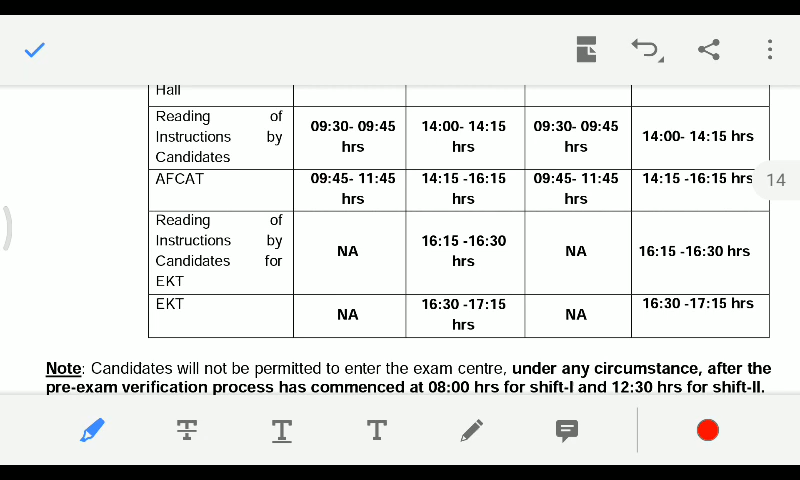 Hall
Reading of
Instructions by
Candidates
09:30- 09:45
hrs
14:00- 14:15
hrs
09:30- 09:45
hrs
14:00- 14:15 hrs
AFCAT
09:45- 11:45
hrs
14:15 -16:15
hrs
09:45- 11:45
hrs
14:15 -16:15 hrs
14
Reading of
Instructions by
Candidates for
EKT
NA
16:15 -16:30
hrs
NA
16:15 -16:30 hrs
EKT
NA
16:30 -17:15
hrs
NA
16:30 -17:15 hrs
Note: Candidates will not be permitted to enter the exam centre, under any circumstance, after the
pre-exam verification process has commenced at 08:00 hrs for shift-I and 12:30 hrs for shift-II.
T
T
T